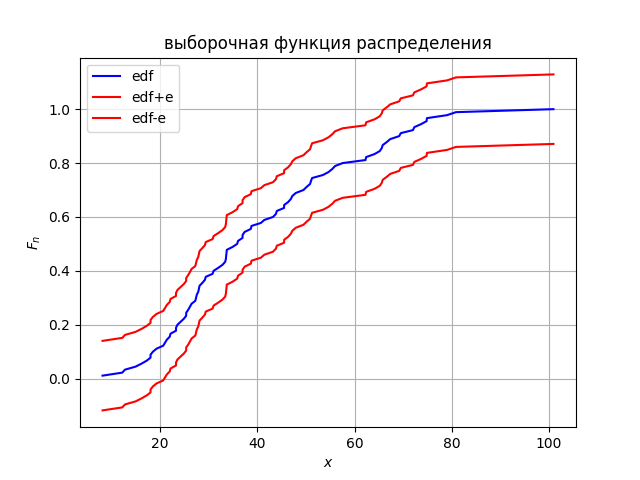 выборочная функция распределения
edf
edf+e
edf-e
1.0
0.8
0.6
0.4
0.2
0.0
Fn
20 40 60 80 100
x